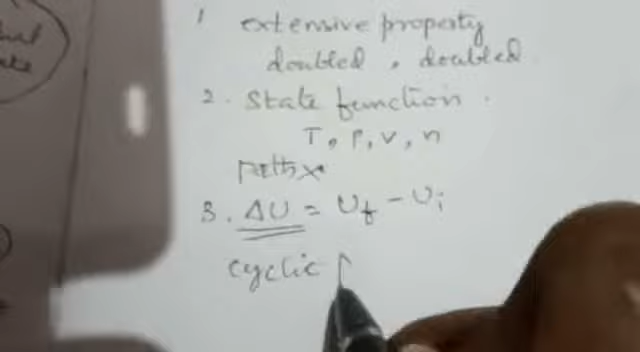 1 extensive property
doubled, doubled
2. State function.
T, P, V, n
path x
3. ΔU = Uf - Ui
cyclic